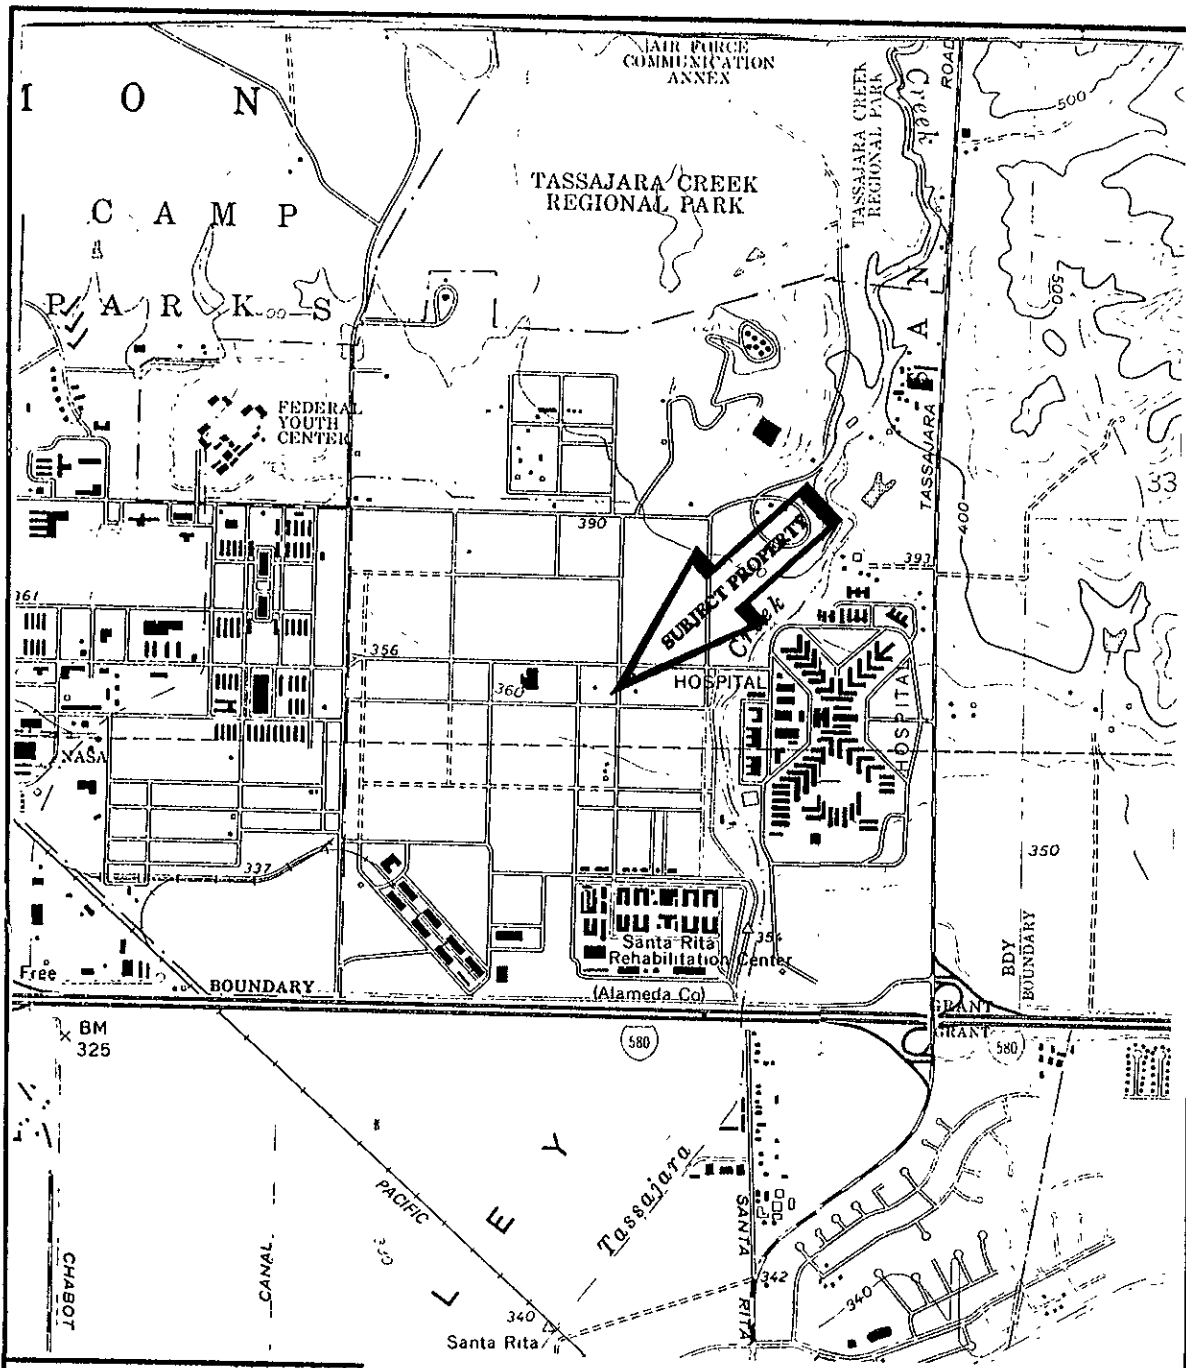 AIR FORCE
COMMUNICATION
ANNEX
TASSAJARA CREEK
REGIONAL PARK
Creek
ROAD
M O N
500
C A M P
TASSAJARA CREEK
REGIONAL PARK
P A R K S
500
S A N
FEDERAL
YOUTH
CENTER
TASSAJARA
400
33
390
393
SUBJECT PROPERTY
Creek
361
356
360
HOSPITAL
HOSPITAL
NASA
337
350
354
Santa Rita
Rehabilitation Center
(Alameda Co)
Free
BOUNDARY
BDY
BOUNDARY
GRANT
GRANT
BM
325
580
580
L E Y
PACIFIC
Tassajara
SANTA RITA
CHABOT
CANAL
342
340
340
Santa Rita